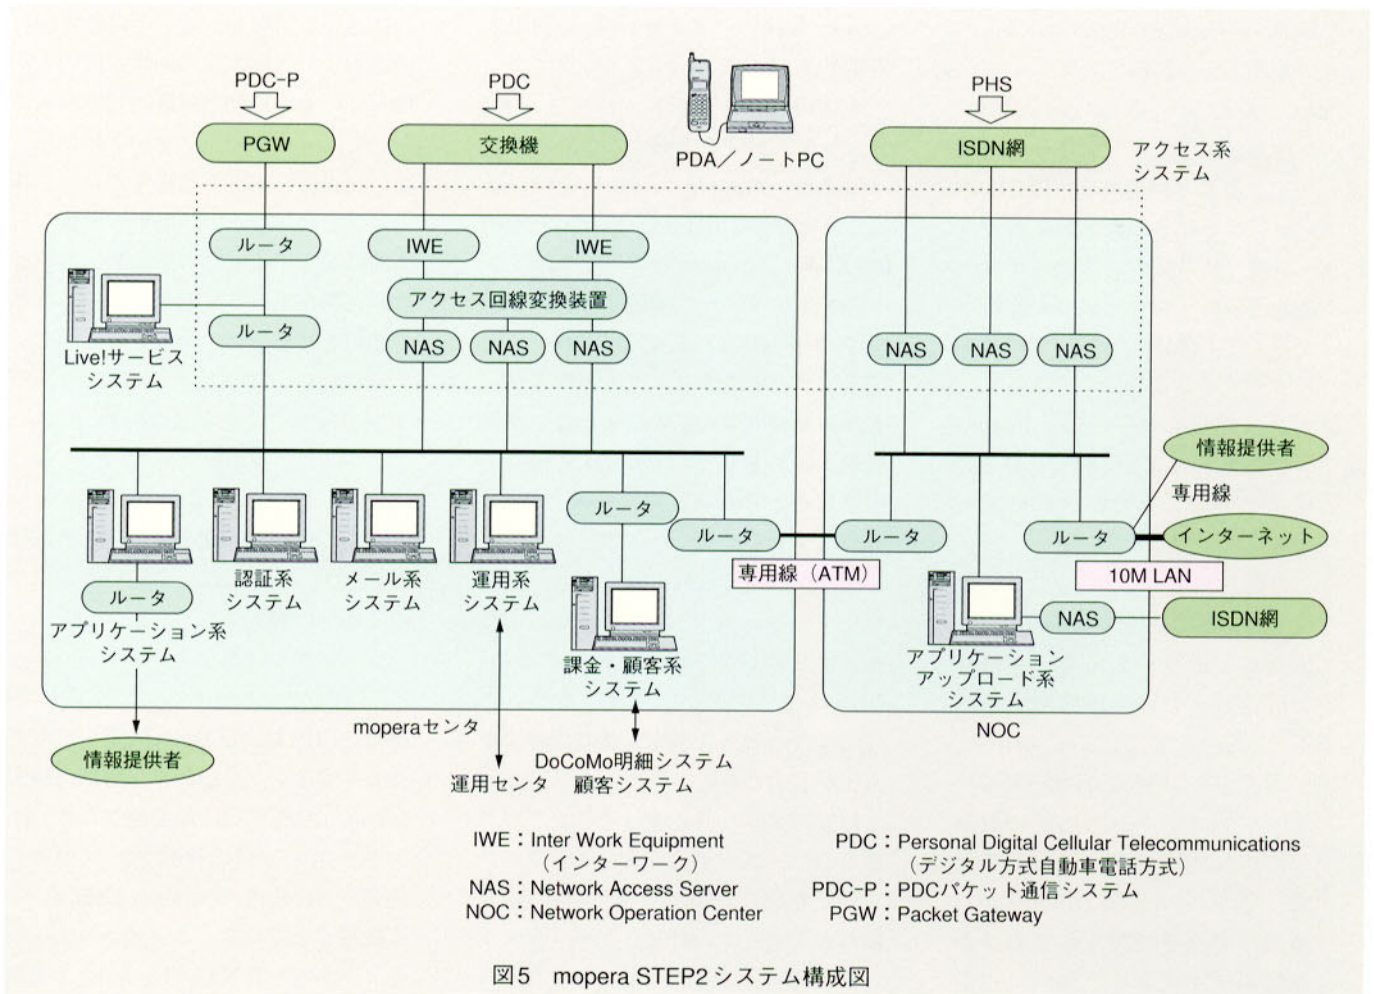 PDC-P
PDC
PHS
PGW
交換機
PDA／ノートPC
ISDN網
アクセス系
システム
ルータ
IWE
IWE
アクセス回線変換装置
ルータ
NAS
NAS
NAS
NAS
NAS
NAS
Live!サービス
システム
情報提供者
専用線
ルータ
ルータ
ルータ
ルータ
インターネット
認証系
システム
メール系
システム
運用系
システム
専用線（ATM）
10M LAN
ルータ
アプリケーション系
システム
NAS
ISDN網
課金・顧客系
システム
アプリケーション
アップロード系
システム
moperaセンタ
NOC
情報提供者
運用センタ
DoCoMo明細システム
顧客システム
IWE：Inter Work Equipment
（インターワーク）
NAS：Network Access Server
NOC：Network Operation Center
PDC：Personal Digital Cellular Telecommunications
（デジタル方式自動車電話方式）
PDC-P：PDCパケット通信システム
PGW：Packet Gateway
図5 mopera STEP2システム構成図